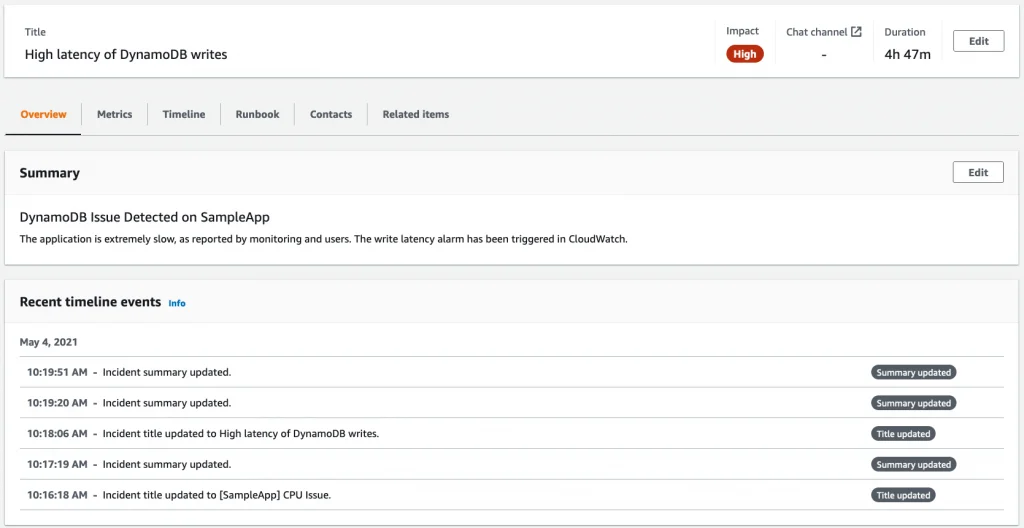 Title
High latency of DynamoDB writes
Impact
High
Chat channel
-
Duration
4h 47m
Edit
Overview
Metrics
Timeline
Runbook
Contacts
Related items
Summary
Edit
DynamoDB Issue Detected on SampleApp
The application is extremely slow, as reported by monitoring and users. The write latency alarm has been triggered in CloudWatch.
Recent timeline events Info
May 4, 2021
10:19:51 AM - Incident summary updated. Summary updated
10:19:20 AM - Incident summary updated. Summary updated
10:18:06 AM - Incident title updated to High latency of DynamoDB writes. Title updated
10:17:19 AM - Incident summary updated. Summary updated
10:16:18 AM - Incident title updated to [SampleApp] CPU Issue. Title updated